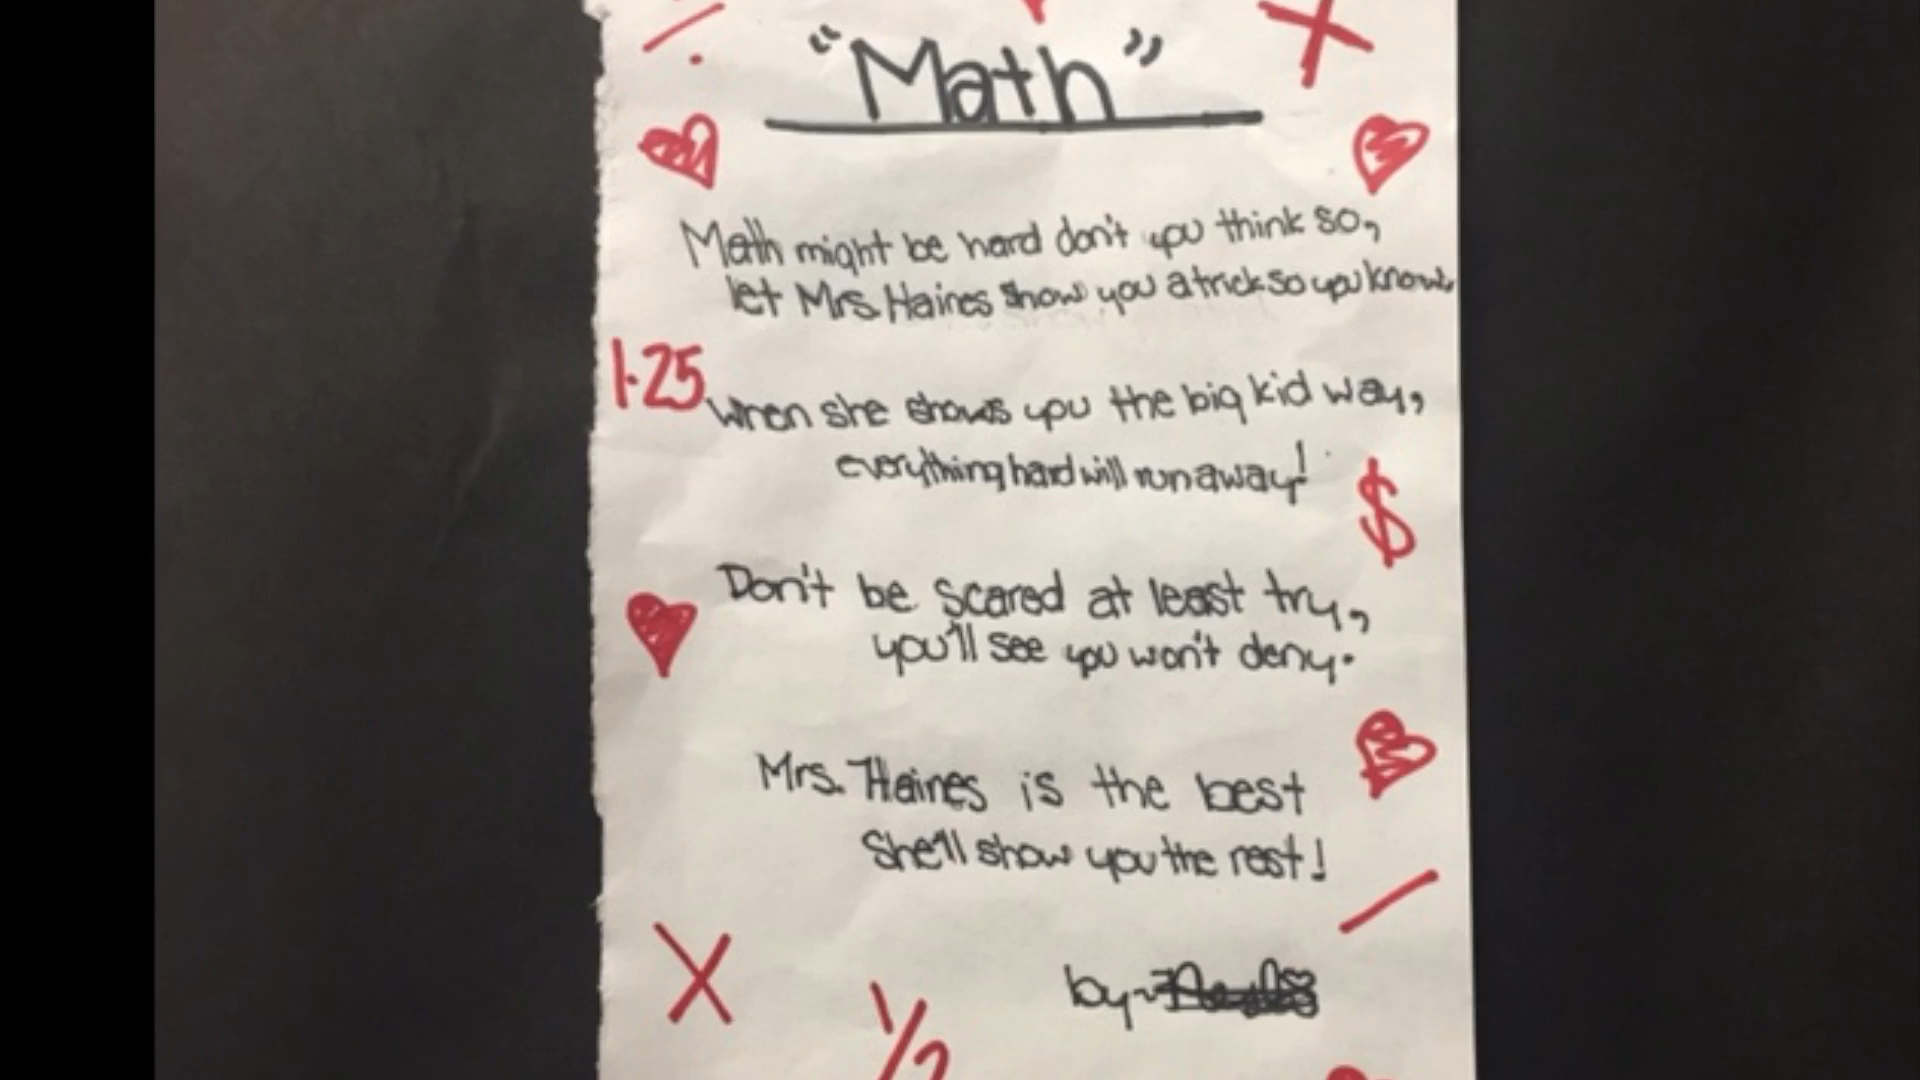 "Math"
Math might be hard don't you think so,
let Mrs. Haines show you a trick so you know.
1.25
When she shows you the big kid way,
everything hard will run away!
$
Don't be scared at least try,
you'll see you won't deny.
Mrs. Haines is the best
She'll show you the rest!
by~
1/2